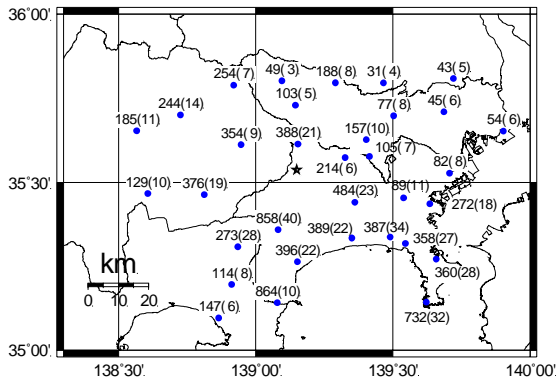 36°00'
254( 7) 49( 3) 188( 8) 31( 4) 43( 5)
103( 5)
244(14) 77( 8) 45( 6)
185(11) 54( 6)
354( 9) 388(21) 157(10) 105( 7)
214( 6) 82( 8)
35°30'
129(10) 376(19) 484(23) 89(11) 272(18)
858(40)
273(28) 389(22) 387(34) 358(27)
396(22)
km 360(28)
114( 8)
0 10 20 864(10)
147( 6) 732(32)
35°00'
138°30' 139°00' 139°30' 140°00'